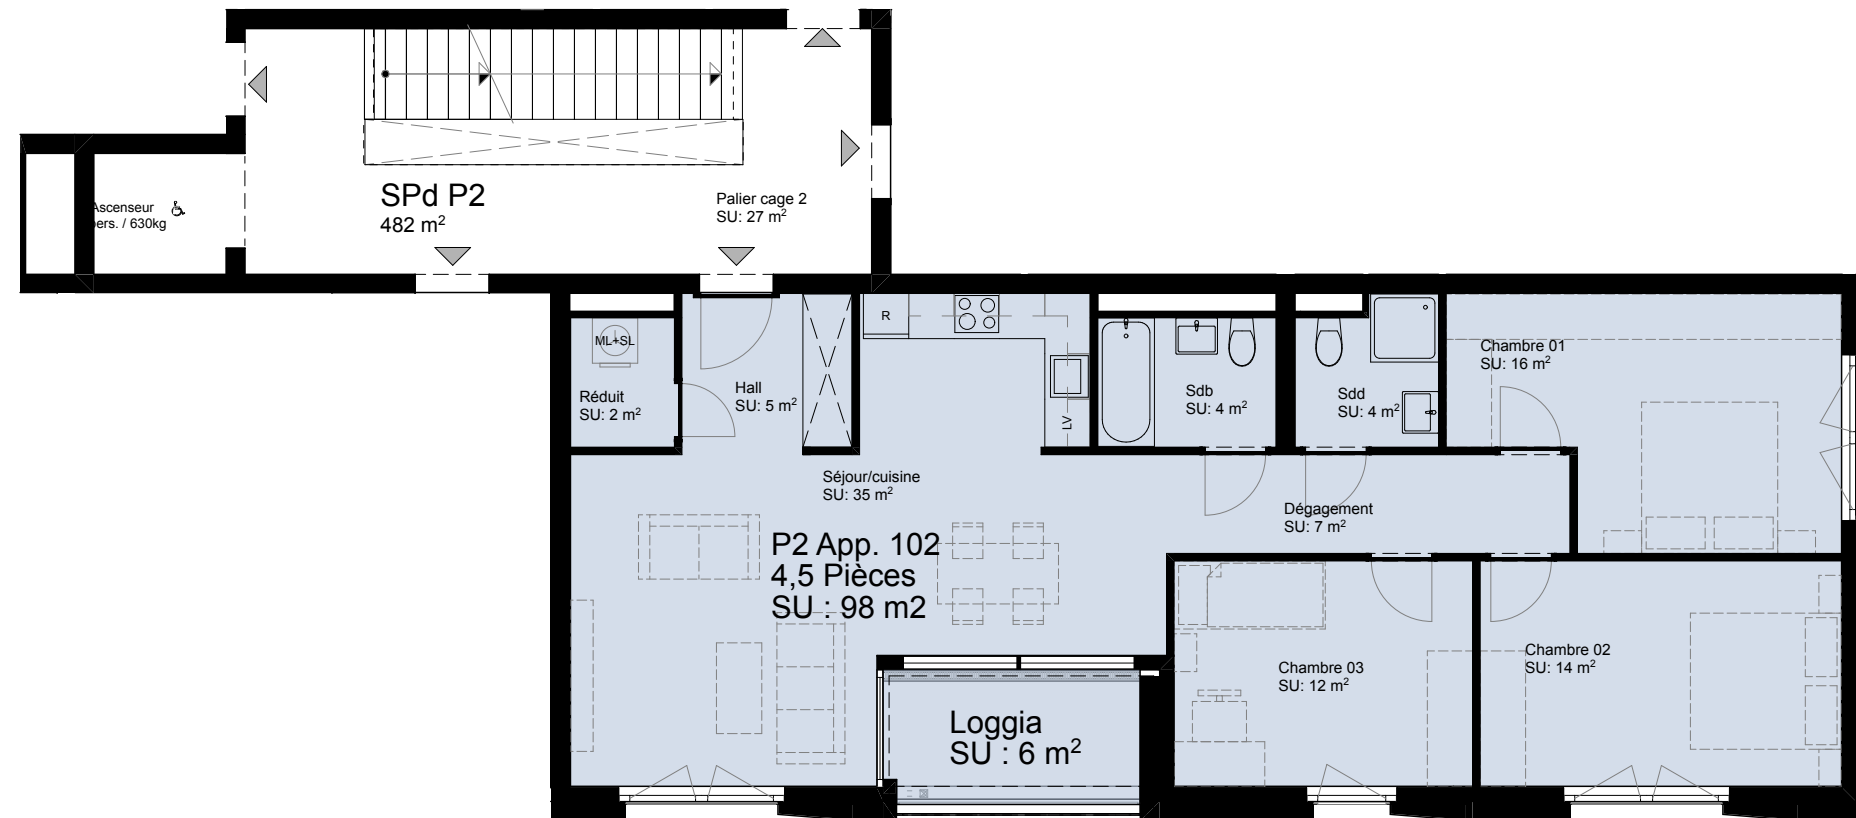 SPd P2
482 m²
Palier cage 2
SU: 27 m²
Ascenseur
pers. / 630kg
R
ML+SL
Réduit
SU: 2 m²
Hall
SU: 5 m²
LV
Sdb
SU: 4 m²
Sdd
SU: 4 m²
Chambre 01
SU: 16 m²
Séjour/cuisine
SU: 35 m²
Dégagement
SU: 7 m²
P2 App. 102
4,5 Pièces
SU : 98 m2
Chambre 03
SU: 12 m²
Chambre 02
SU: 14 m²
Loggia
SU : 6 m²